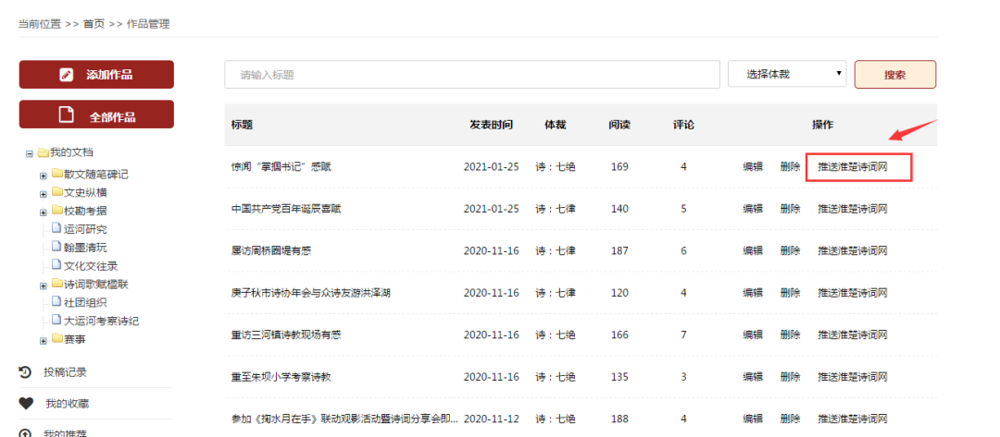 当前位置 >> 首页 >> 作品管理
添加作品
全部作品
我的文档
散文随笔碑记
文史纵横
校勘考据
运河研究
翰墨清玩
文化交往录
诗词歌赋楹联
社团组织
大运河考察诗纪
赛事
投稿记录
我的收藏
我的推荐
请输入标题 选择体裁 搜索
标题 发表时间 体裁 阅读 评论 操作
惊闻“掌掴书记”感赋 2021-01-25 诗：七绝 169 4 编辑 删除 推送淮楚诗词网
中国共产党百年诞辰喜赋 2021-01-25 诗：七律 140 5 编辑 删除 推送淮楚诗词网
屡访周桥圈堤有感 2020-11-16 诗：七律 187 6 编辑 删除 推送淮楚诗词网
庚子秋市诗协年会与众诗友游洪泽湖 2020-11-16 诗：七律 120 4 编辑 删除 推送淮楚诗词网
重访三河镇诗教现场有感 2020-11-16 诗：七绝 166 7 编辑 删除 推送淮楚诗词网
重至朱坝小学考察诗教 2020-11-16 诗：七绝 135 3 编辑 删除 推送淮楚诗词网
参加《掬水月在手》联动观影活动暨诗词分享会即... 2020-11-12 诗：七绝 188 4 编辑 删除 推送淮楚诗词网